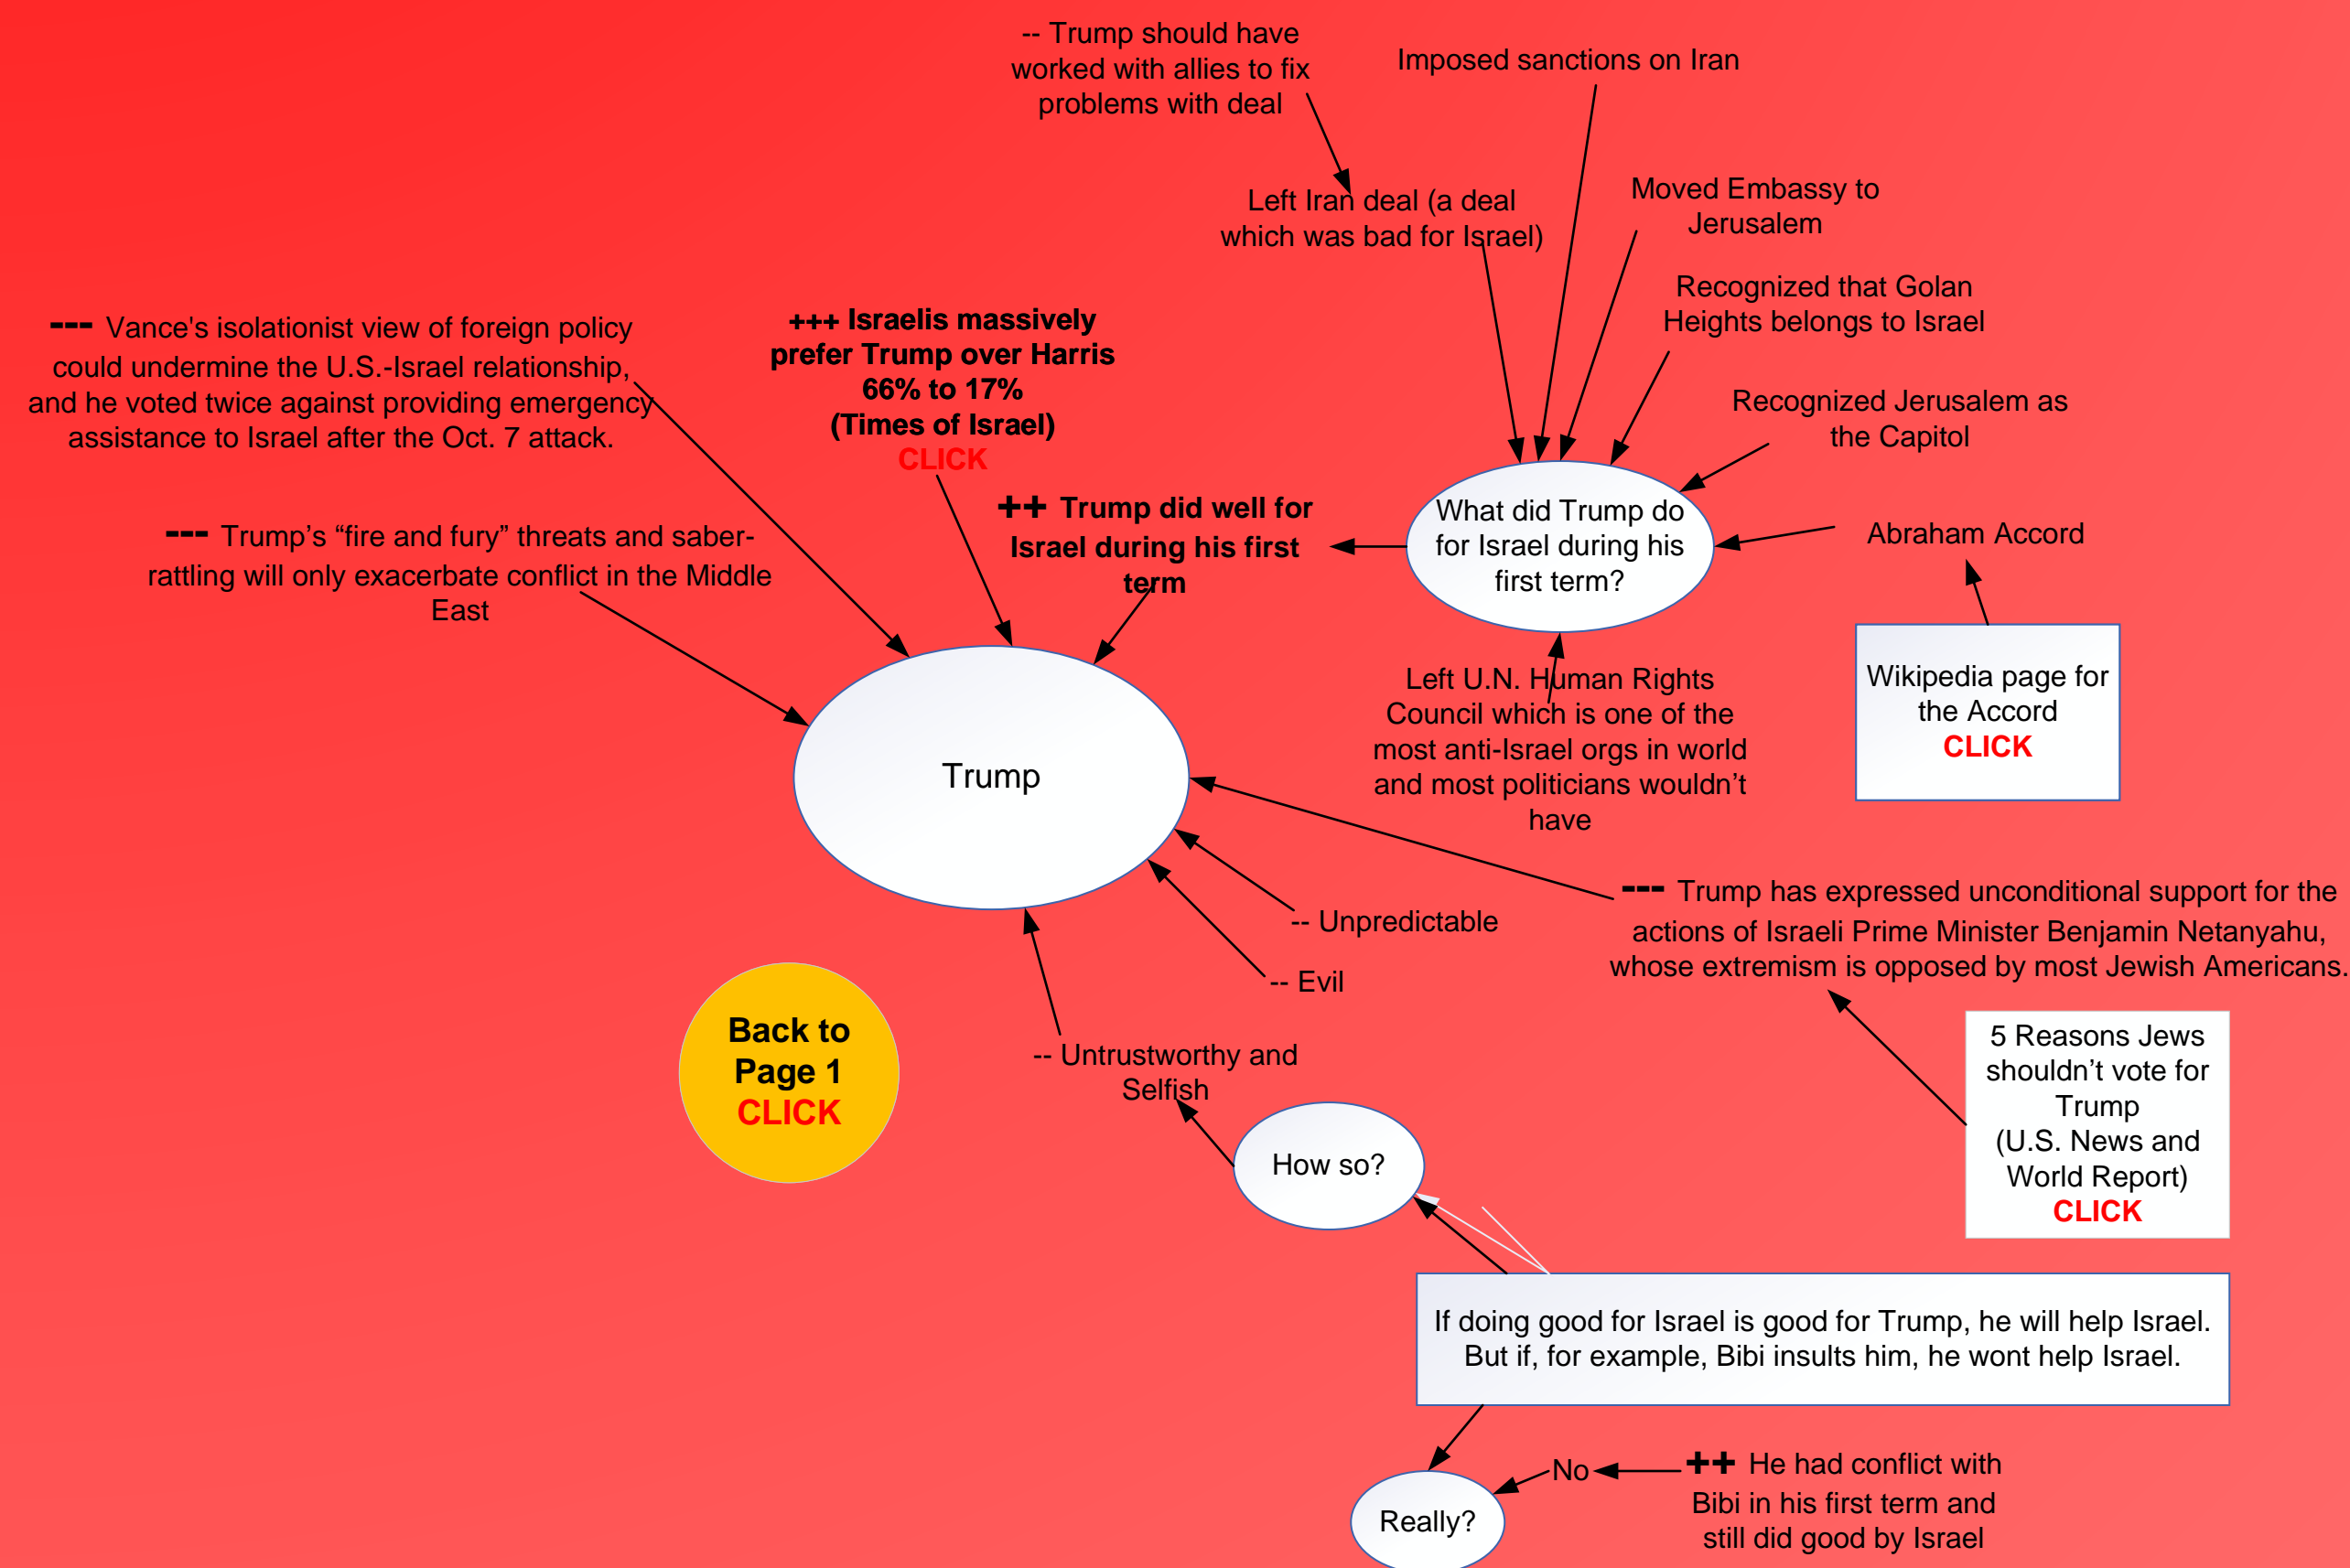 -- Trump should have
worked with allies to fix
problems with deal
Imposed sanctions on Iran
Left Iran deal (a deal
which was bad for Israel)
Moved Embassy to
Jerusalem
Recognized that Golan
Heights belongs to Israel
Recognized Jerusalem as
the Capitol
--- Vance's isolationist view of foreign policy
could undermine the U.S.-Israel relationship,
and he voted twice against providing emergency
assistance to Israel after the Oct. 7 attack.
+++ Israelis massively
prefer Trump over Harris
66% to 17%
(Times of Israel)
CLICK
--- Trump’s “fire and fury” threats and saber-
rattling will only exacerbate conflict in the Middle
East
++ Trump did well for
Israel during his first
term
What did Trump do
for Israel during his
first term?
Abraham Accord
Wikipedia page for
the Accord
CLICK
Left U.N. Human Rights
Council which is one of the
most anti-Israel orgs in world
and most politicians wouldn’t
have
Trump
--- Trump has expressed unconditional support for the
actions of Israeli Prime Minister Benjamin Netanyahu,
whose extremism is opposed by most Jewish Americans.
-- Unpredictable
-- Evil
-- Untrustworthy and
Selfish
Back to
Page 1
CLICK
5 Reasons Jews
shouldn’t vote for
Trump
(U.S. News and
World Report)
CLICK
How so?
If doing good for Israel is good for Trump, he will help Israel.
But if, for example, Bibi insults him, he wont help Israel.
Really?
No
++ He had conflict with
Bibi in his first term and
still did good by Israel